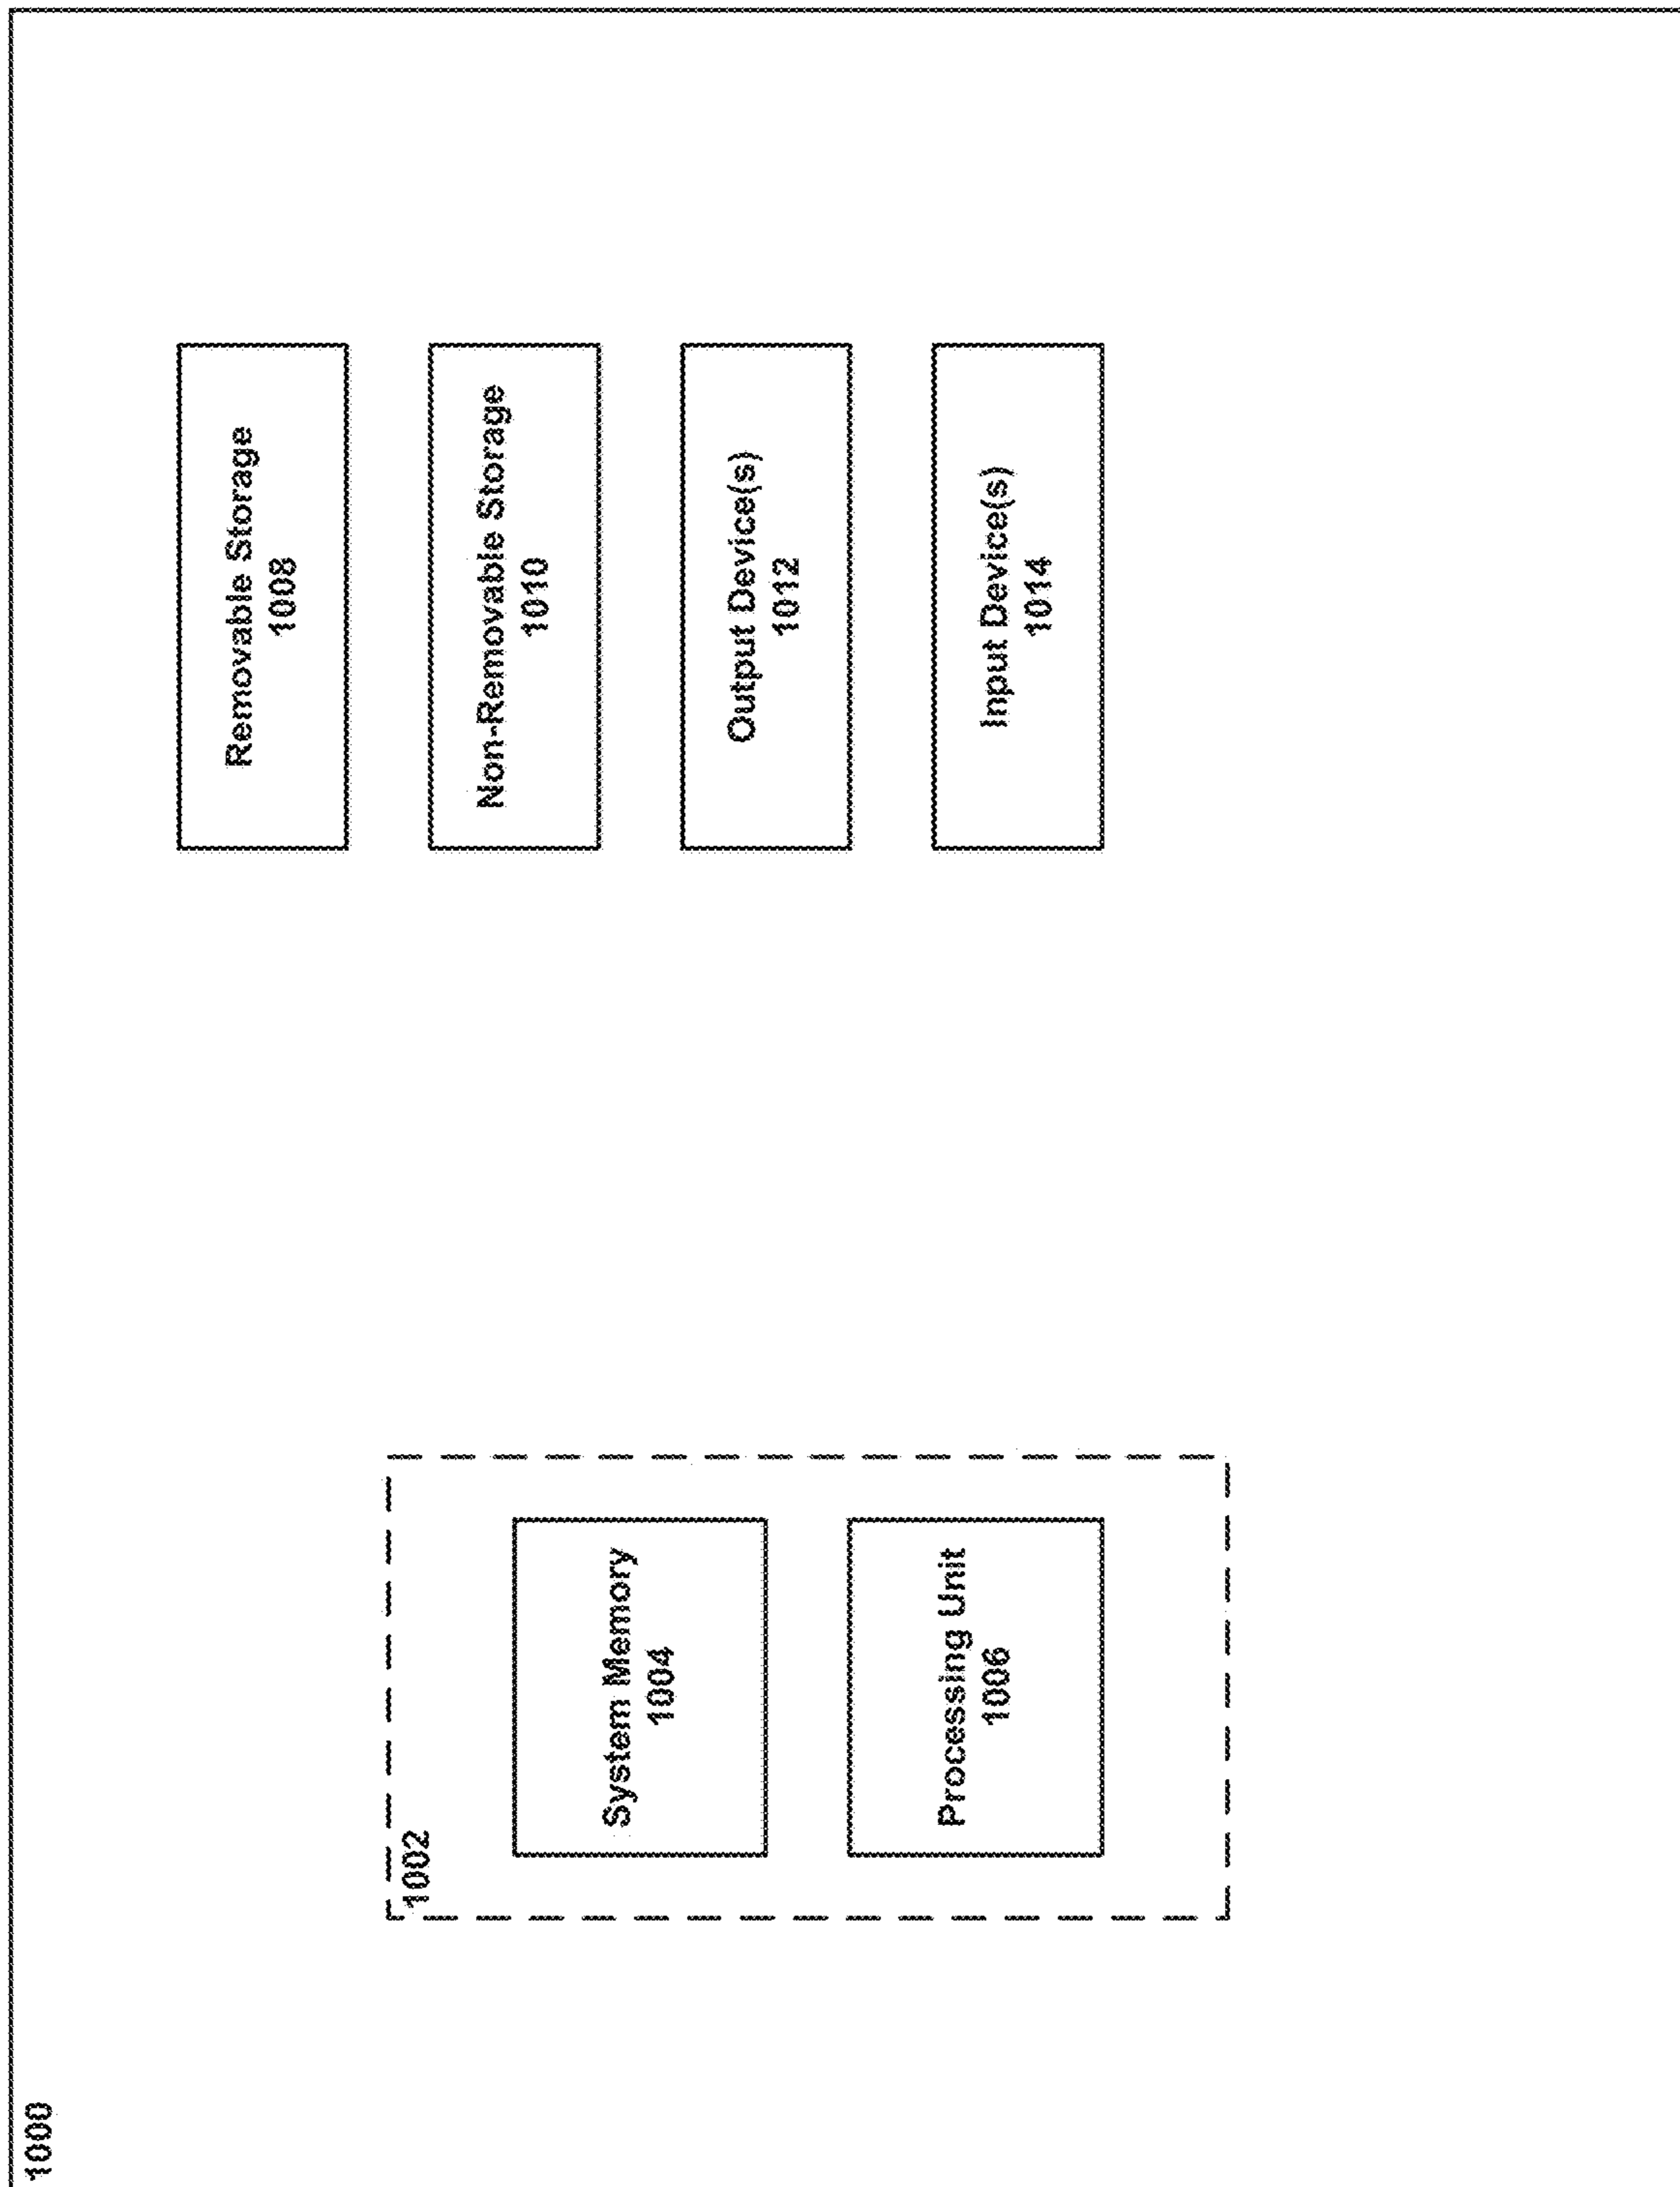 1000
1002
System Memory
1004
Processing Unit
1006
Removable Storage
1008
Non-Removable Storage
1010
Output Device(s)
1012
Input Device(s)
1014